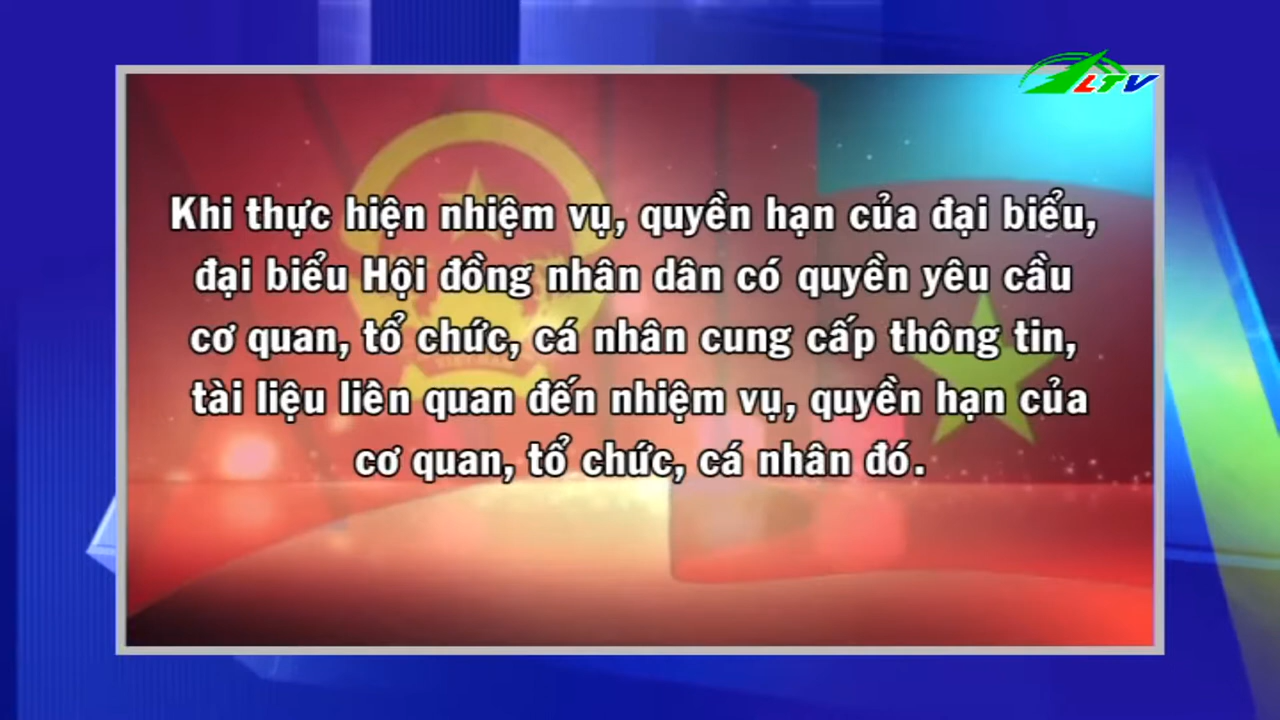 LTV
Khi thực hiện nhiệm vụ, quyền hạn của đại biểu,
đại biểu Hội đồng nhân dân có quyền yêu cầu
cơ quan, tổ chức, cá nhân cung cấp thông tin,
tài liệu liên quan đến nhiệm vụ, quyền hạn của
cơ quan, tổ chức, cá nhân đó.